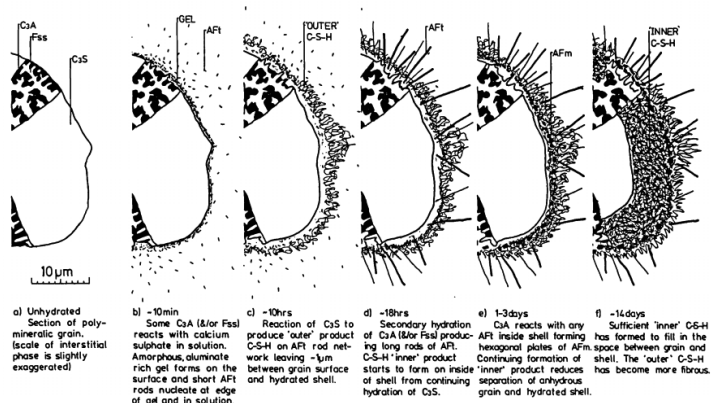 C3A
Fss
C3S
GEL
AFt
'OUTER'
C-S-H
AFt
AFm
'INNER'
C-S-H
10µm
a) Unhydrated
Section of poly-
mineralic grain.
(scale of interstitial
phase is slightly
exaggerated)
b) ~10min
Some C3A (&/or Fss)
reacts with calcium
sulphate in solution.
Amorphous, aluminate
rich gel forms on the
surface and short AFt
rods nucleate at edge
of gel and in solution
c) ~10hrs
Reaction of C3S to
produce 'outer' product
C-S-H on AFt rod net-
work leaving ~1µm
between grain surface
and hydrated shell.
d) ~18hrs
Secondary hydration
of C3A (&/or Fss) produc-
ing long rods of AFt.
C-S-H 'inner' product
starts to form on inside
of shell from continuing
hydration of C3S.
e) 1-3days
C3A reacts with any
AFt inside shell forming
hexagonal plates of AFm.
Continuing formation of
'inner' product reduces
separation of anhydrous
grain and hydrated shell.
f) ~14days
Sufficient 'inner' C-S-H
has formed to fill in the
space between grain and
shell. The 'outer' C-S-H
has become more fibrous.